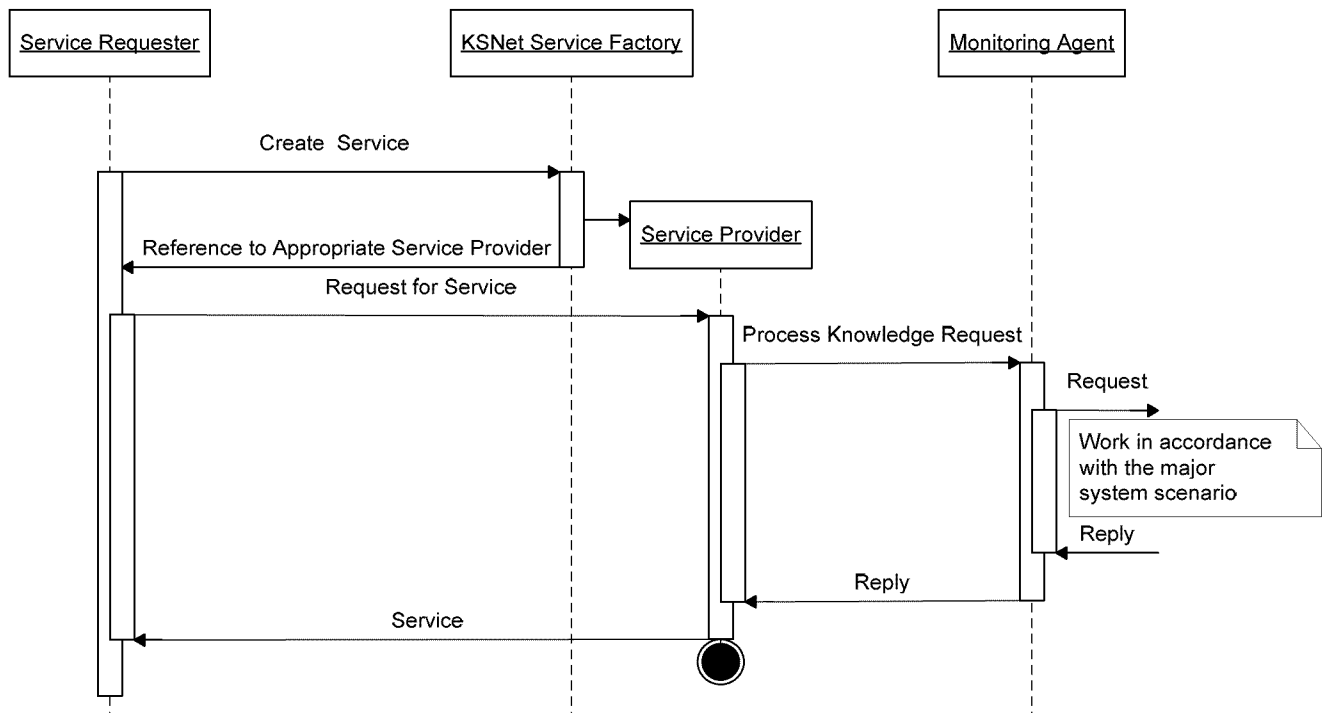 Service Requester
KSNet Service Factory
Monitoring Agent
Create Service
Service Provider
Reference to Appropriate Service Provider
Request for Service
Process Knowledge Request
Request
Work in accordance
with the major
system scenario
Reply
Reply
Service